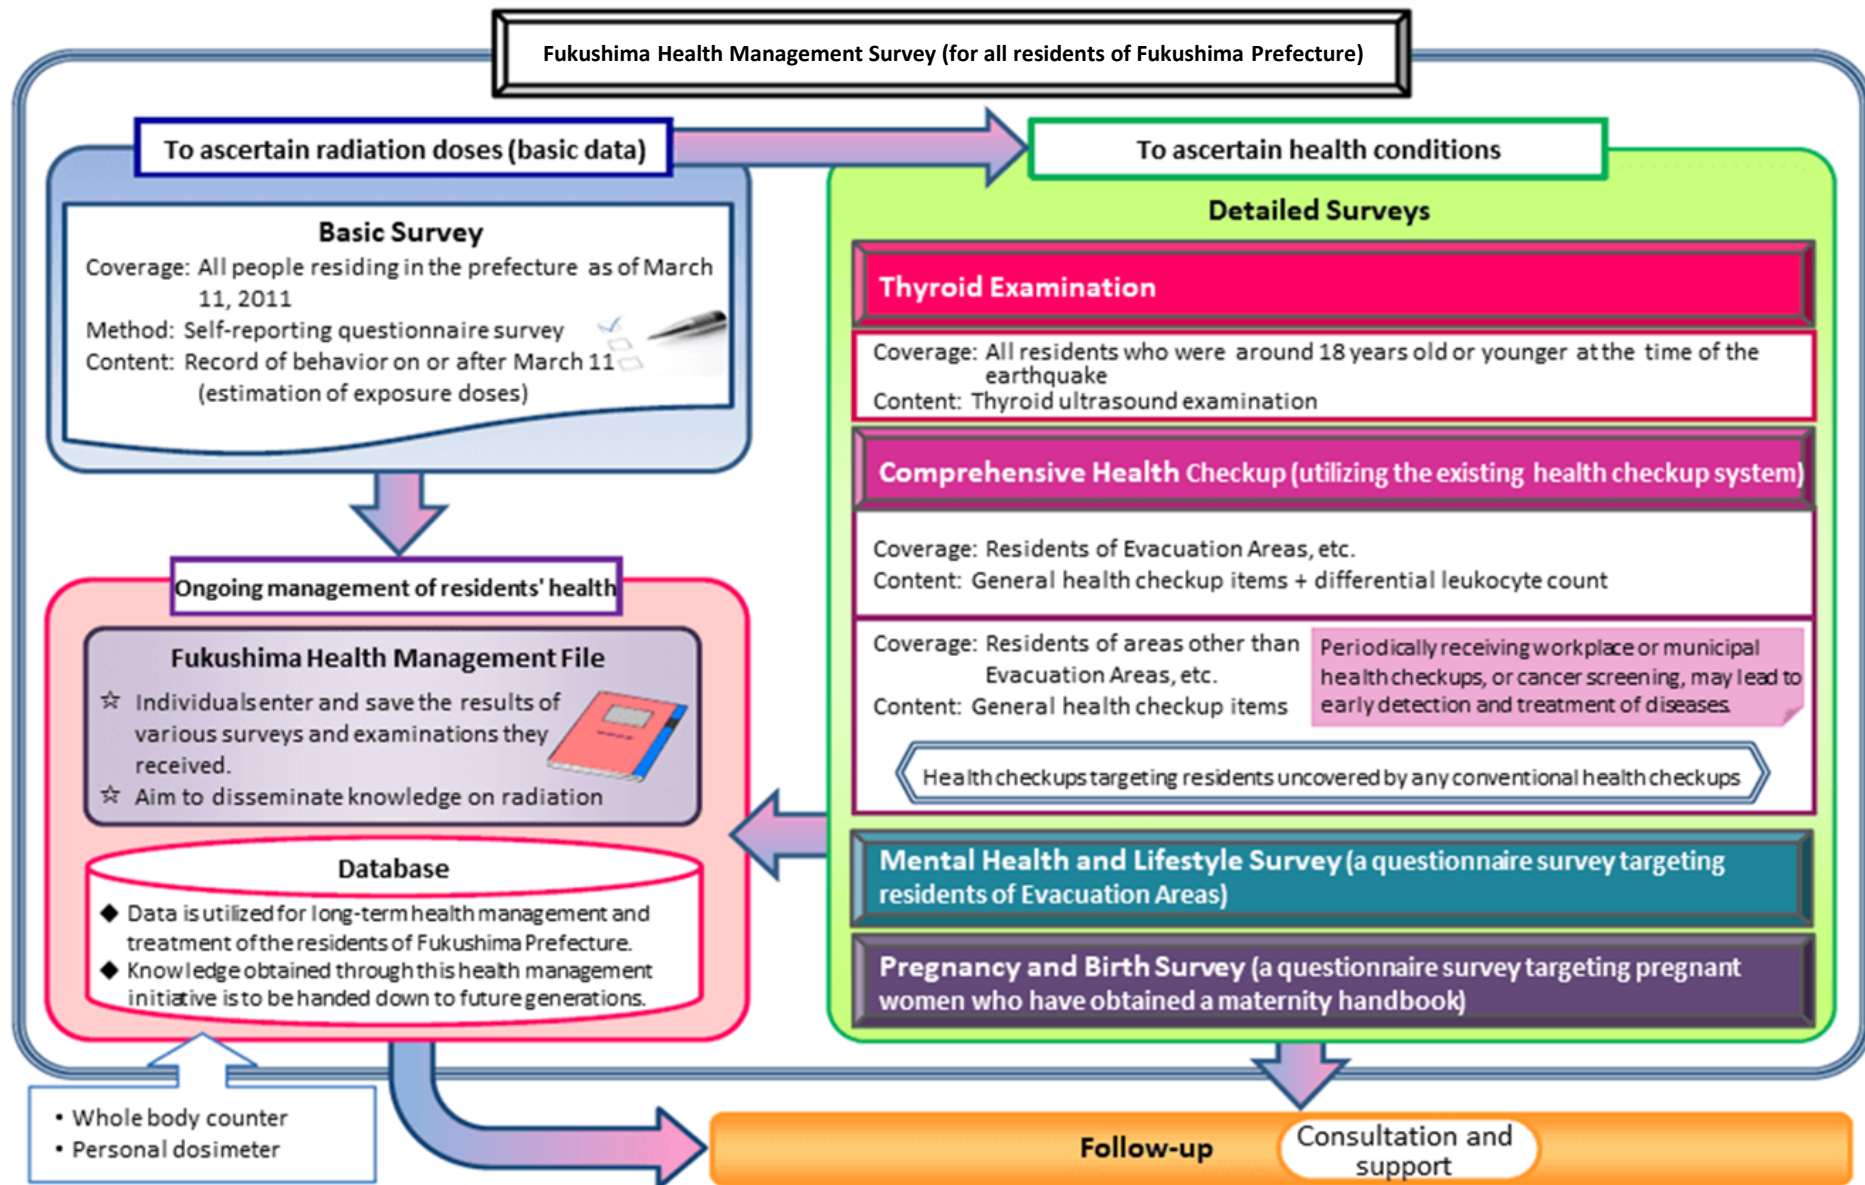 Fukushima Health Management Survey (for all residents of Fukushima Prefecture)
To ascertain radiation doses (basic data)
Basic Survey
Coverage: All people residing in the prefecture as of March
11, 2011
Method: Self-reporting questionnaire survey
Content: Record of behavior on or after March 11
(estimation of exposure doses)
To ascertain health conditions
Detailed Surveys
Thyroid Examination
Coverage: All residents who were around 18 years old or younger at the time of the
earthquake
Content: Thyroid ultrasound examination
Comprehensive Health Checkup (utilizing the existing health checkup system)
Coverage: Residents of Evacuation Areas, etc.
Content: General health checkup items + differential leukocyte count
Coverage: Residents of areas other than
Evacuation Areas, etc.
Content: General health checkup items
Periodically receiving workplace or municipal
health checkups, or cancer screening, may lead to
early detection and treatment of diseases.
Health checkups targeting residents uncovered by any conventional health checkups
Mental Health and Lifestyle Survey (a questionnaire survey targeting
residents of Evacuation Areas)
Pregnancy and Birth Survey (a questionnaire survey targeting pregnant
women who have obtained a maternity handbook)
Ongoing management of residents' health
Fukushima Health Management File
☆ Individualsenter and save the results of
various surveys and examinations they
received.
☆ Aim to disseminate knowledge on radiation
Database
◆ Data is utilized for long-term health management and
treatment of the residents of Fukushima Prefecture.
◆ Knowledge obtained through this health management
initiative is to be handed down to future generations.
• Whole body counter
• Personal dosimeter
Follow-up
Consultation and
support